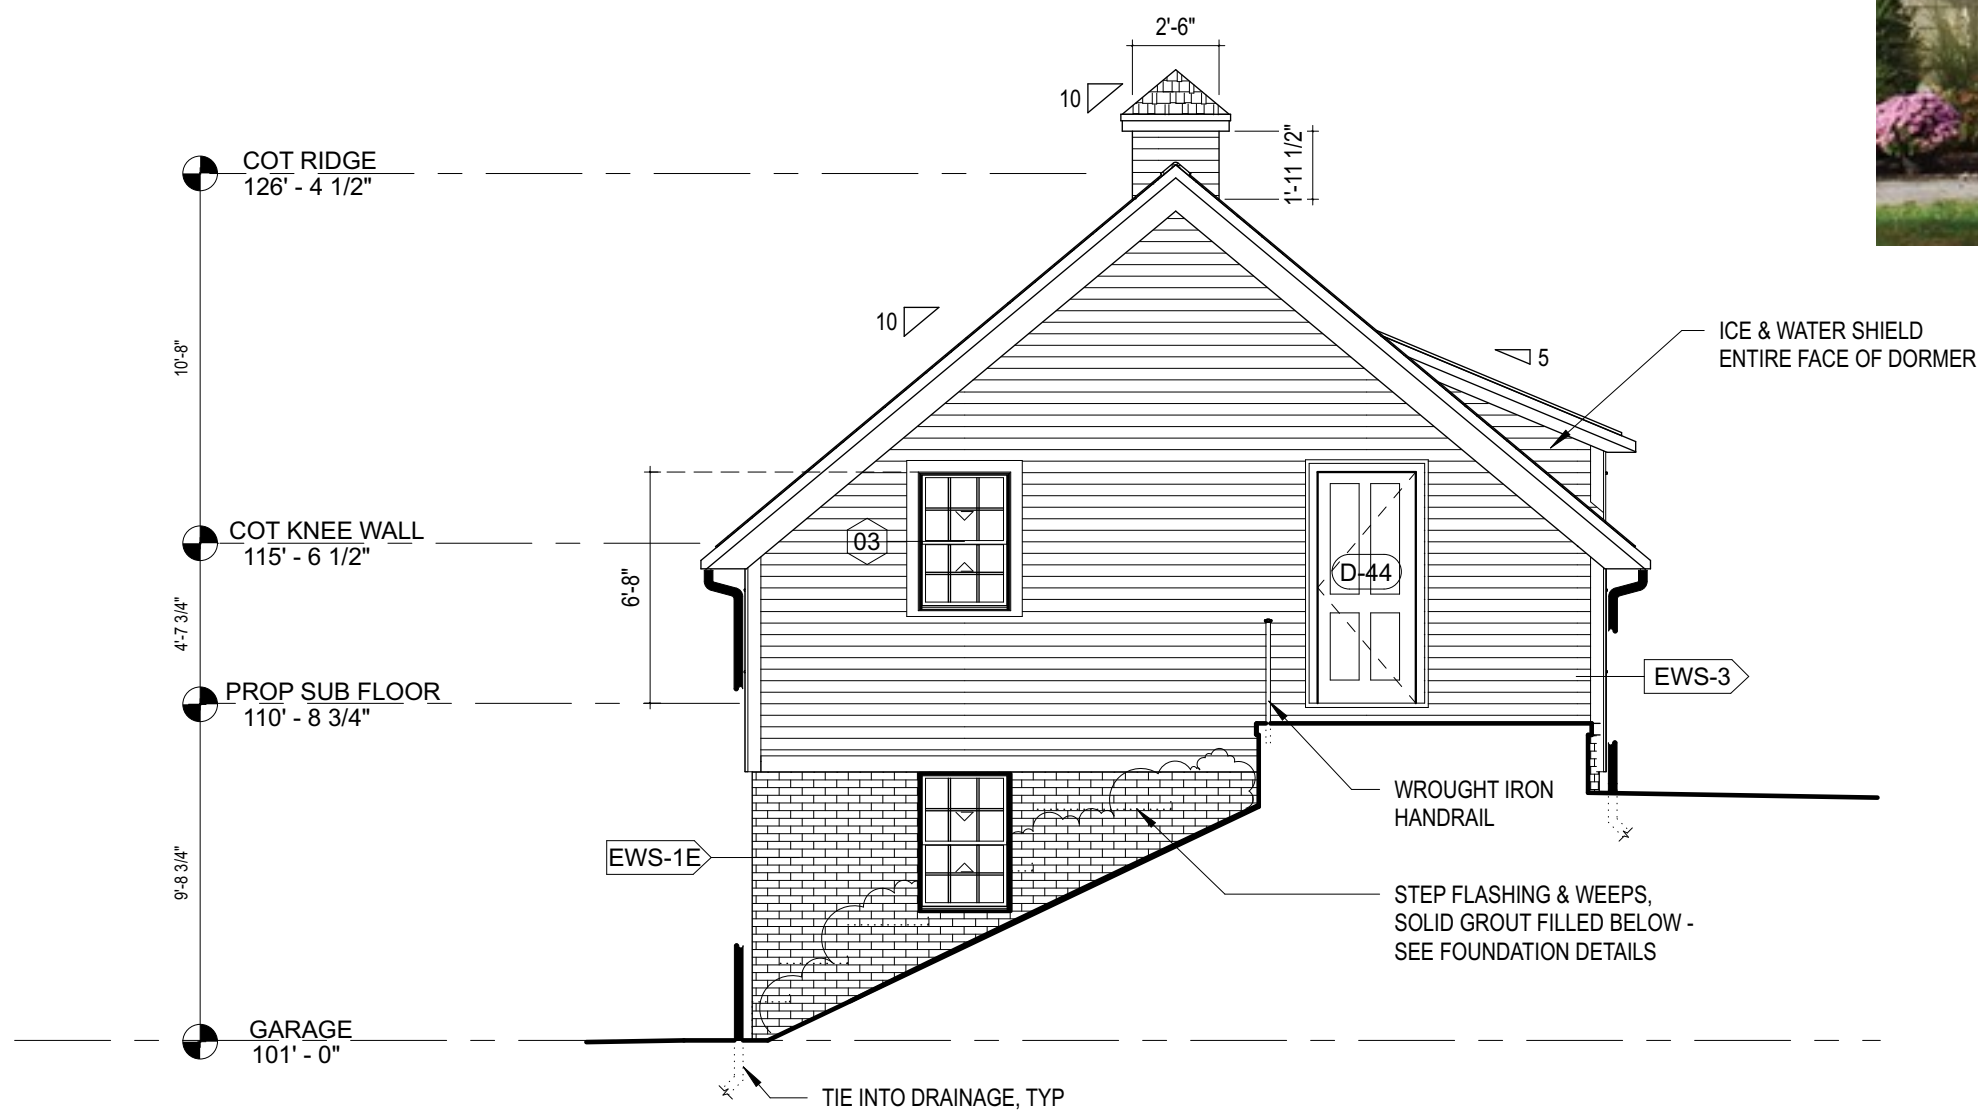 2'-6"
10
1'-11 1/2"
COT RIDGE
126' - 4 1/2"
10
5
ICE & WATER SHIELD
ENTIRE FACE OF DORMER
10'-8"
03
COT KNEE WALL
115' - 6 1/2"
6'-8"
D-44
4'-7 3/4"
EWS-3
PROP SUB FLOOR
110' - 8 3/4"
WROUGHT IRON
HANDRAIL
EWS-1E
9'-8 3/4"
STEP FLASHING & WEEPS,
SOLID GROUT FILLED BELOW -
SEE FOUNDATION DETAILS
GARAGE
101' - 0"
TIE INTO DRAINAGE, TYP